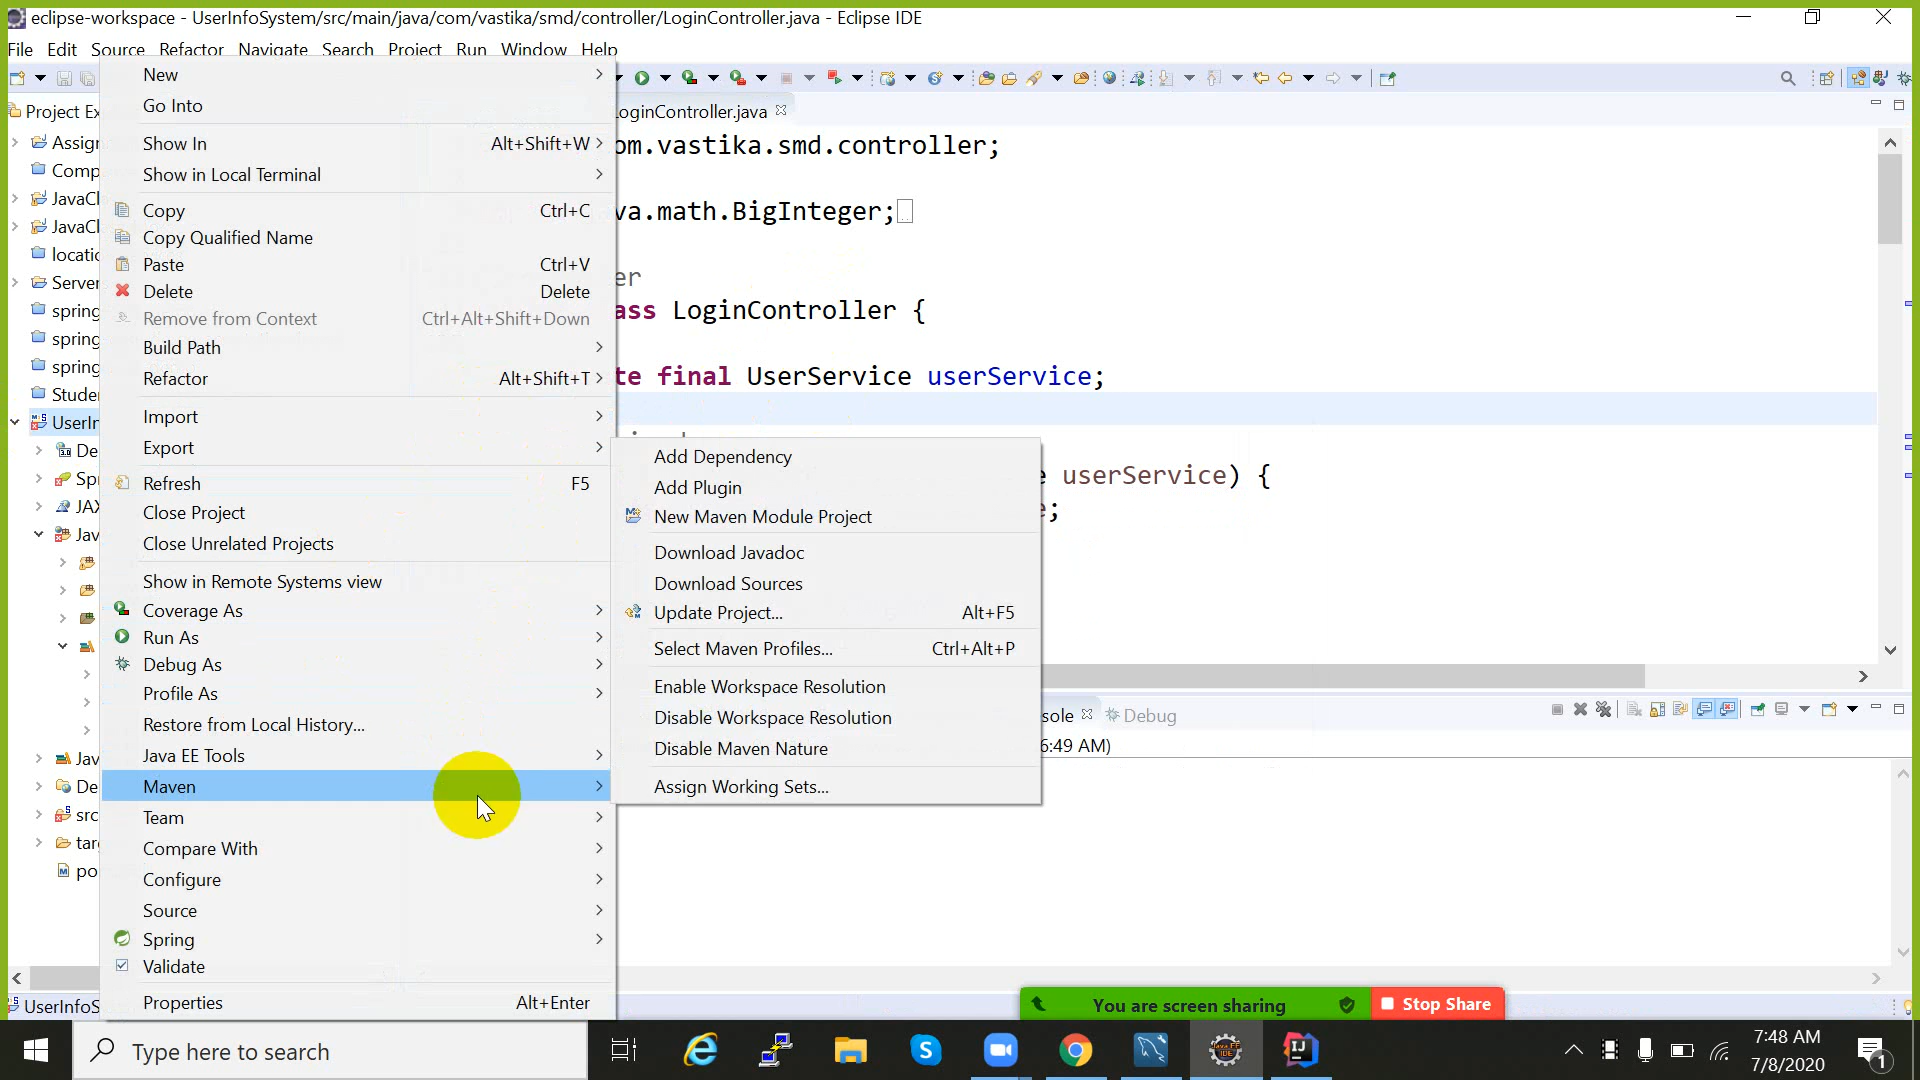 eclipse-workspace - UserInfoSystem/src/main/java/com/vastika/smd/controller/LoginController.java - Eclipse IDE
File Edit Source Refactor Navigate Search Project Run Window Help
Project Ex
LoginController.java
Assign
Comp
JavaCl
JavaCl
locatio
Server
spring
spring
spring
Studer
UserIn
De
Spr
JAX
Jav
Jav
De
src
tar
po
New
Go Into
Show In Alt+Shift+W
Show in Local Terminal
Copy Ctrl+C
Copy Qualified Name
Paste Ctrl+V
Delete Delete
Remove from Context Ctrl+Alt+Shift+Down
Build Path
Refactor Alt+Shift+T
Import
Export
Refresh F5
Close Project
Close Unrelated Projects
Show in Remote Systems view
Coverage As
Run As
Debug As
Profile As
Restore from Local History...
Java EE Tools
Maven
Team
Compare With
Configure
Source
Spring
Validate
Properties Alt+Enter
Add Dependency
Add Plugin
New Maven Module Project
Download Javadoc
Download Sources
Update Project... Alt+F5
Select Maven Profiles... Ctrl+Alt+P
Enable Workspace Resolution
Disable Workspace Resolution
Disable Maven Nature
Assign Working Sets...
om.vastika.smd.controller;
va.math.BigInteger;
er
ass LoginController {
te final UserService userService;
e userService) {
e;
sole Debug
6:49 AM)
UserInfoS
You are screen sharing Stop Share
Type here to search
7:48 AM
7/8/2020
1